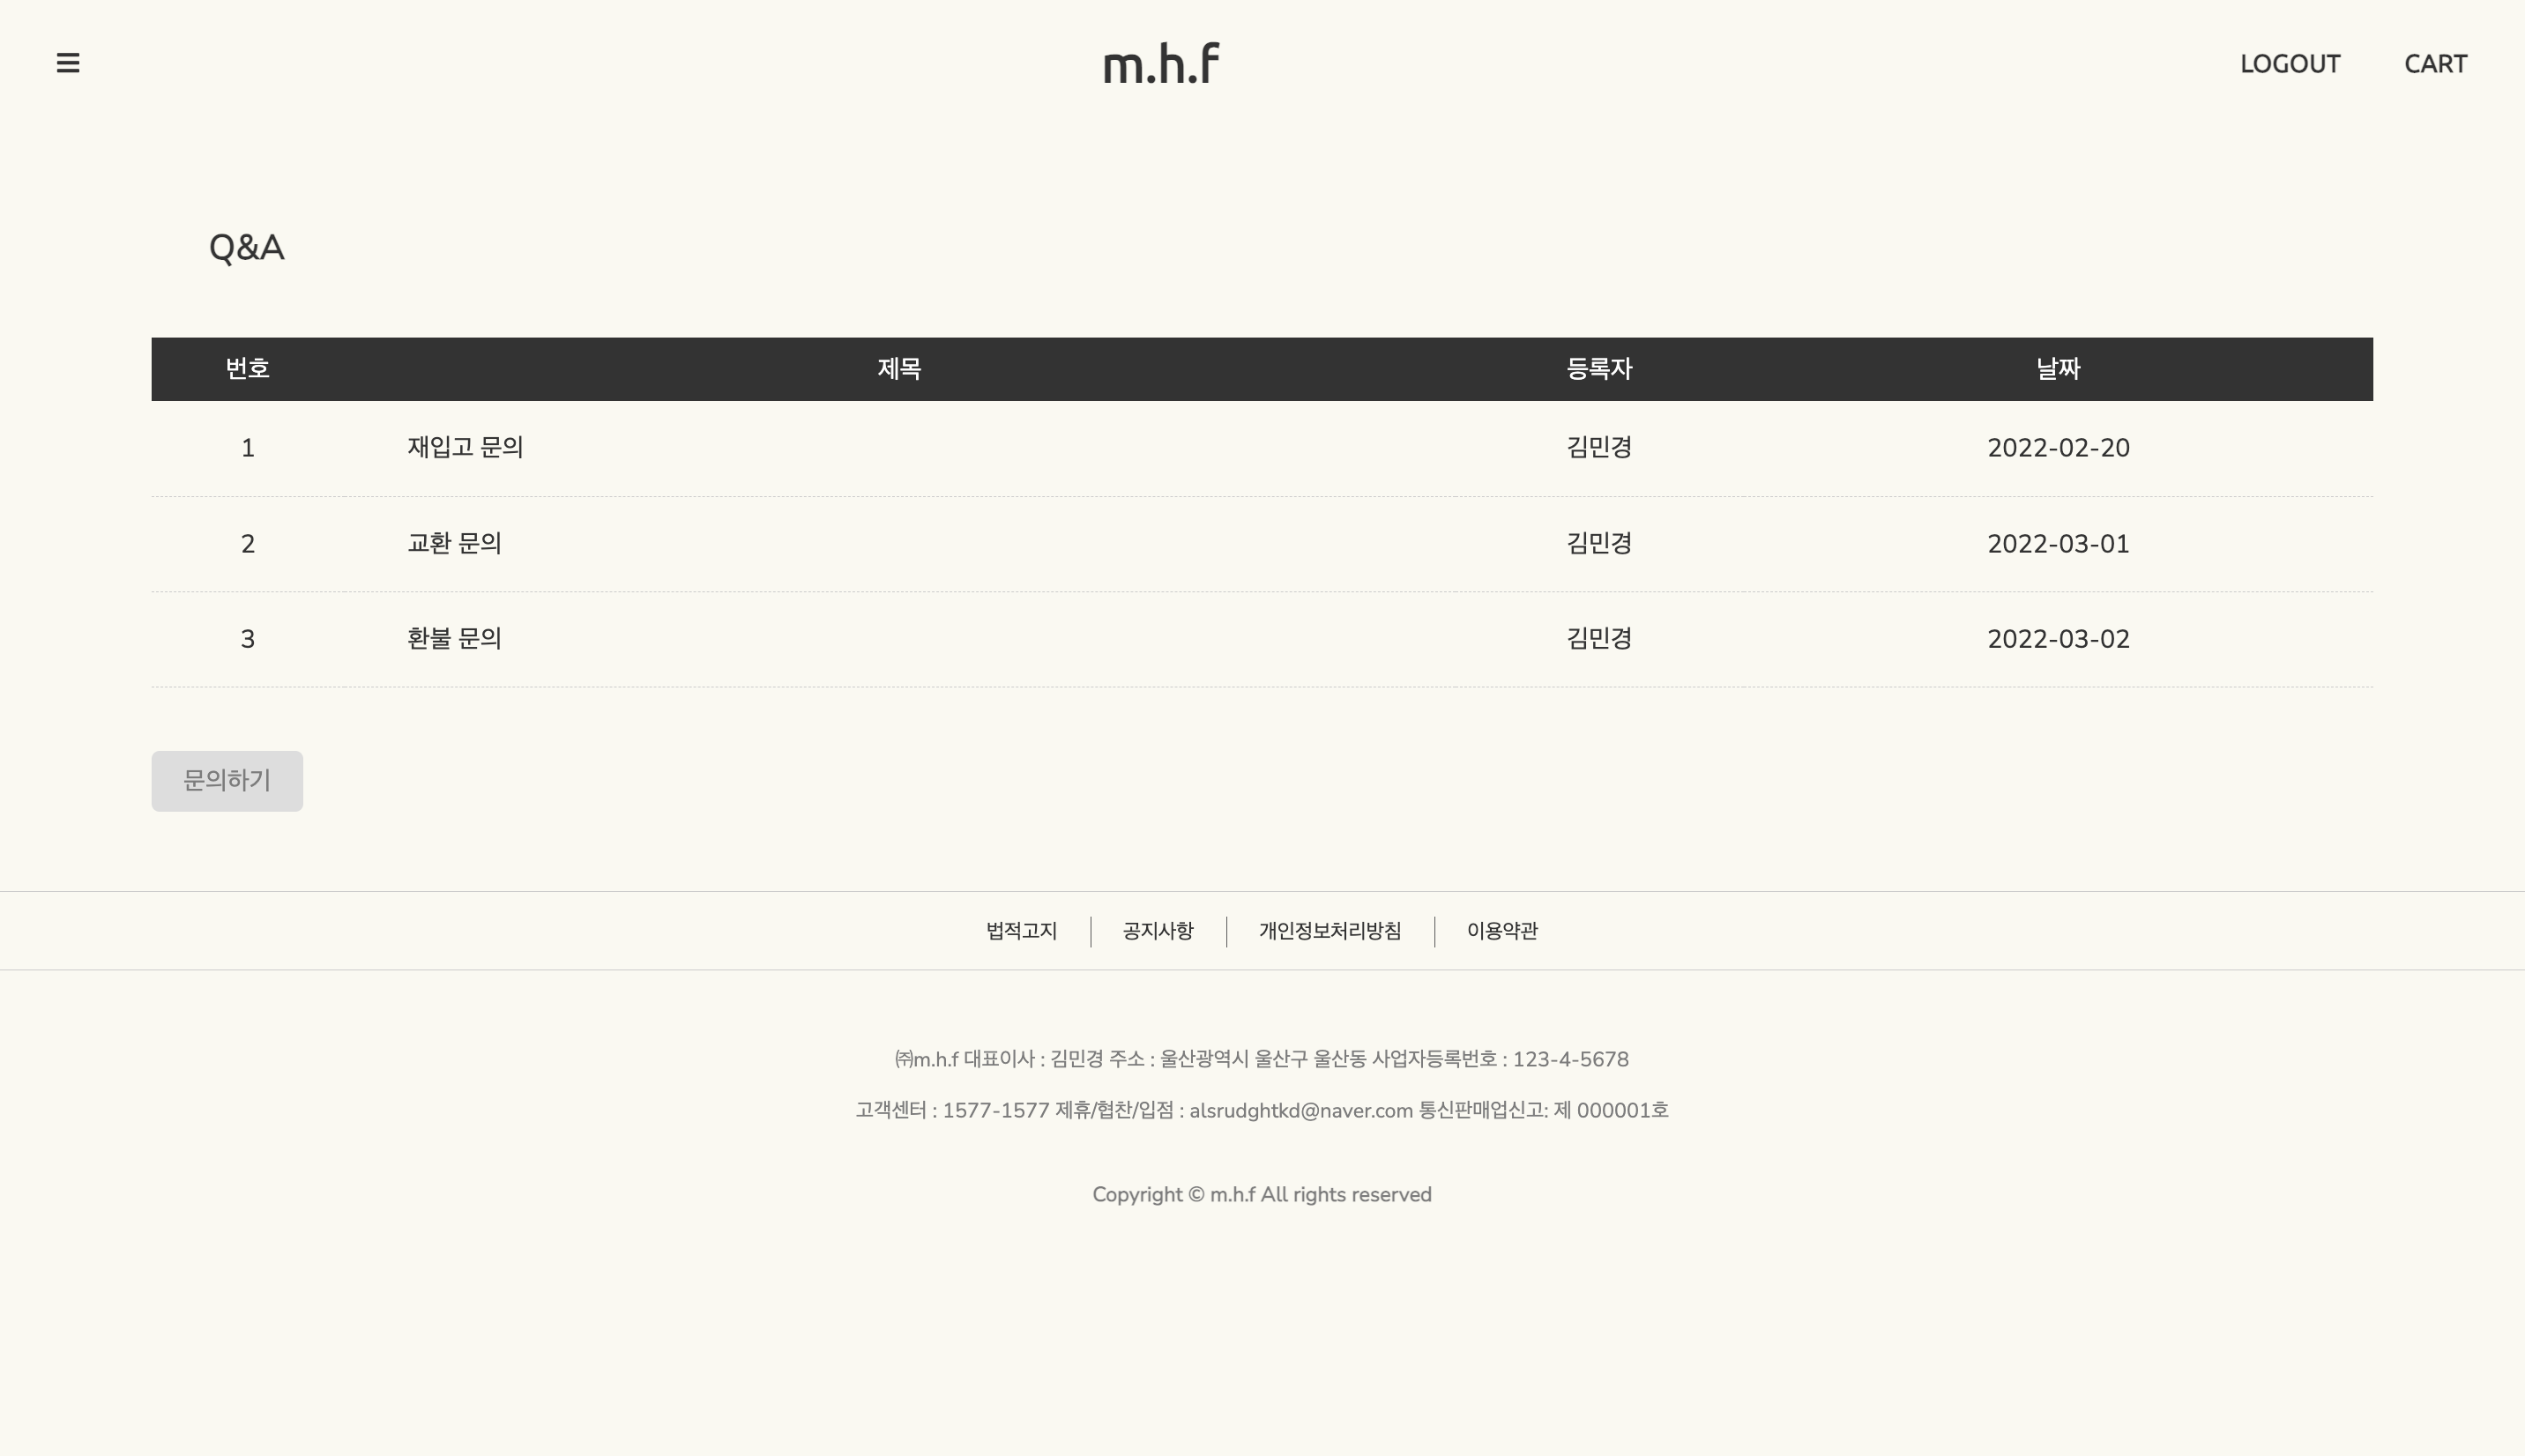 m.h.f
LOGOUT CART
Q&A
번호 제목 등록자 날짜
1 재입고 문의 김민경 2022-02-20
2 교환 문의 김민경 2022-03-01
3 환불 문의 김민경 2022-03-02
문의하기
법적고지 공지사항 개인정보처리방침 이용약관
㈜m.h.f 대표이사 : 김민경 주소 : 울산광역시 울산구 울산동 사업자등록번호 : 123-4-5678
고객센터 : 1577-1577 제휴/협찬/입점 : alsrudghtkd@naver.com 통신판매업신고: 제 000001호
Copyright © m.h.f All rights reserved